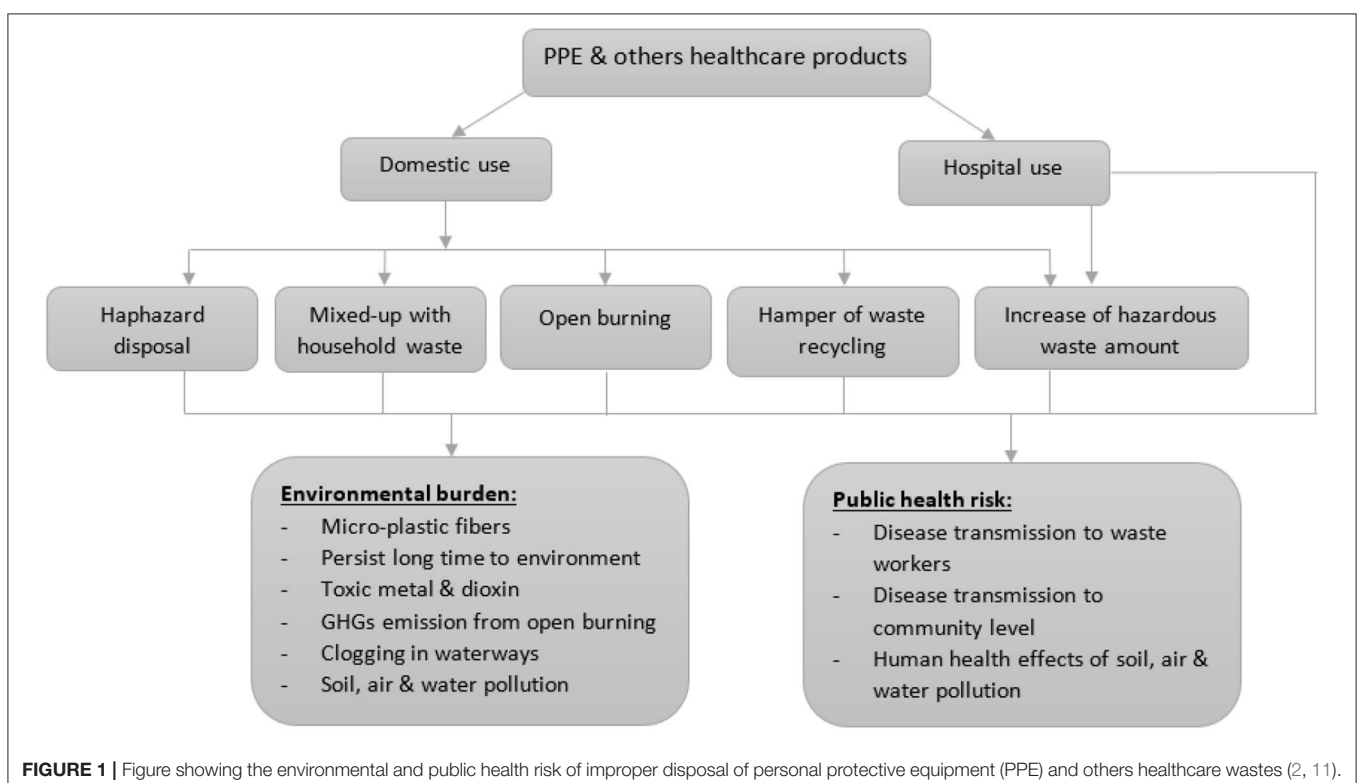 PPE & others healthcare products
Domestic use
Hospital use
Haphazard
disposal
Mixed-up with
household waste
Open burning
Hamper of waste
recycling
Increase of hazardous
waste amount
Environmental burden:
- Micro-plastic fibers
- Persist long time to environment
- Toxic metal & dioxin
- GHGs emission from open burning
- Clogging in waterways
- Soil, air & water pollution
Public health risk:
- Disease transmission to waste
workers
- Disease transmission to
community level
- Human health effects of soil, air &
water pollution
FIGURE 1 | Figure showing the environmental and public health risk of improper disposal of personal protective equipment (PPE) and others healthcare wastes (2, 11).